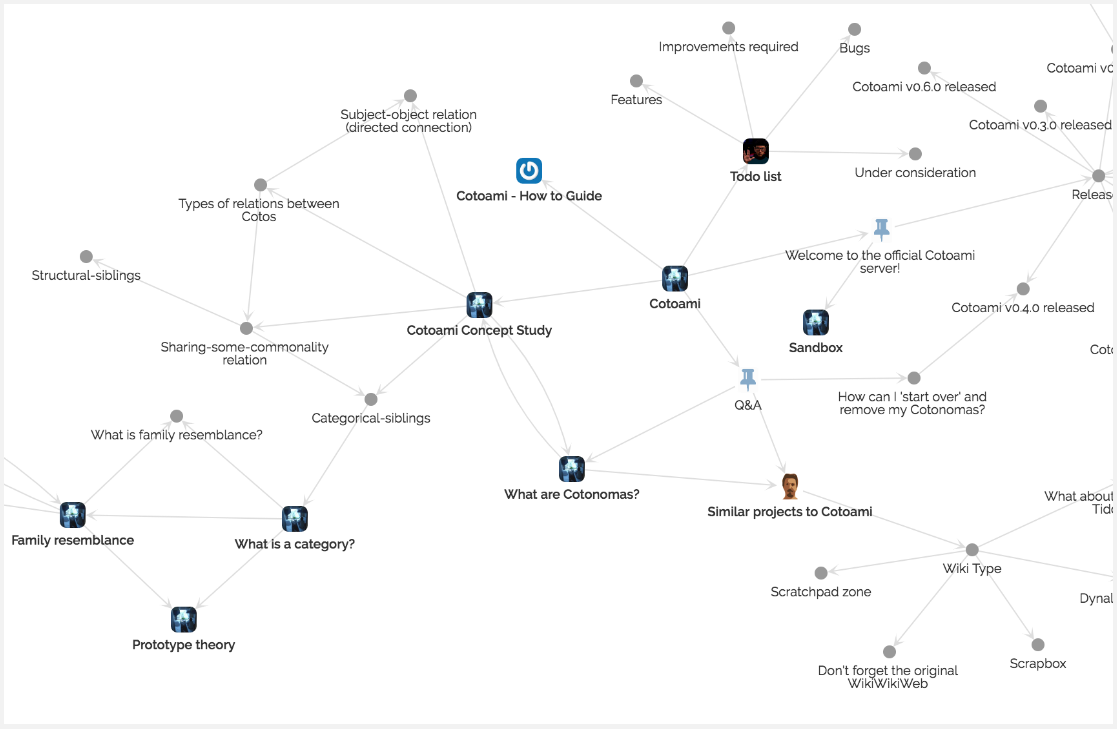 Improvements required
Bugs
Cotoami v0
Cotoami v0.6.0 released
Features
Subject-object relation
(directed connection)
Cotoami v0.3.0 released
Todo list
Under consideration
Cotoami - How to Guide
Releas
Types of relations between
Cotos
Welcome to the official Cotoami
server!
Structural-siblings
Cotoami
Cotoami v0.4.0 released
Cotoami Concept Study
Sandbox
Sharing-some-commonality
relation
Cot
How can I 'start over' and
remove my Cotonomas?
Q&A
Categorical-siblings
What is family resemblance?
What are Cotonomas?
What about
Tidd
Similar projects to Cotoami
Family resemblance
What is a category?
Wiki Type
Scratchpad zone
Dynal
Prototype theory
Scrapbox
Don't forget the original
WikiWikiWeb